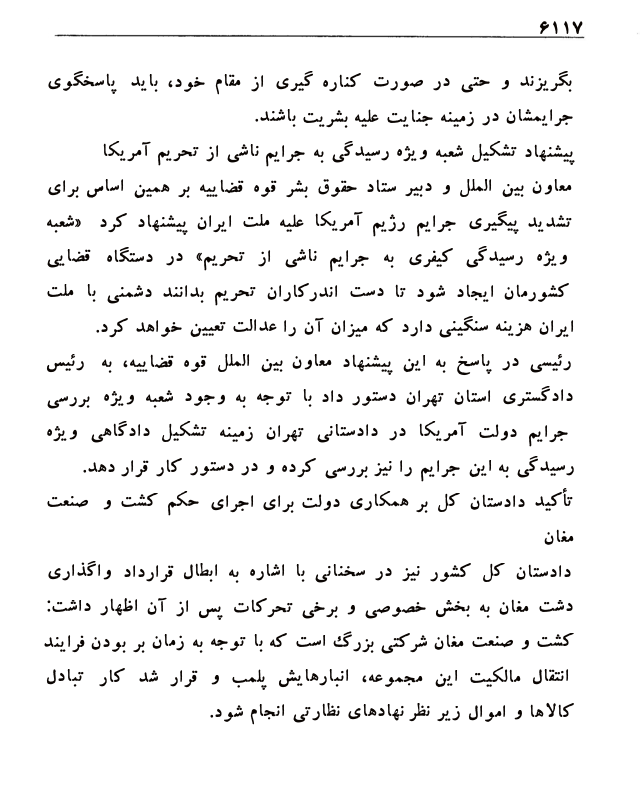 ۶۱۱۷
بگریزند و حتی در صورت کناره گیری از مقام خود، باید پاسخگوی
جرایمشان در زمینه جنایت علیه بشریت باشند.
پیشنهاد تشکیل شعبه ویژه رسیدگی به جرایم ناشی از تحریم آمریکا
معاون بین الملل و دبیر ستاد حقوق بشر قوه قضاییه بر همین اساس برای
تشدید پیگیری جرایم رژیم آمریکا علیه ملت ایران پیشنهاد کرد «شعبه
ویژه رسیدگی کیفری به جرایم ناشی از تحریم» در دستگاه قضایی
کشورمان ایجاد شود تا دست اندرکاران تحریم بدانند دشمنی با ملت
ایران هزینه سنگینی دارد که میزان آن را عدالت تعیین خواهد کرد.
رئیسی در پاسخ به این پیشنهاد معاون بین الملل قوه قضاییه، به رئیس
دادگستری استان تهران دستور داد با توجه به وجود شعبه ویژه بررسی
جرایم دولت آمریکا در دادستانی تهران زمینه تشکیل دادگاهی ویژه
رسیدگی به این جرایم را نیز بررسی کرده و در دستور کار قرار دهد.
تأکید دادستان کل بر همکاری دولت برای اجرای حکم کشت و صنعت
مغان
دادستان کل کشور نیز در سخنانی با اشاره به ابطال قرارداد واگذاری
دشت مغان به بخش خصوصی و برخی تحرکات پس از آن اظهار داشت:
کشت و صنعت مغان شرکتی بزرگ است که با توجه به زمان بر بودن فرایند
انتقال مالکیت این مجموعه، انبارهایش پلمب و قرار شد کار تبادل
کالاها و اموال زیر نظر نهادهای نظارتی انجام شود.